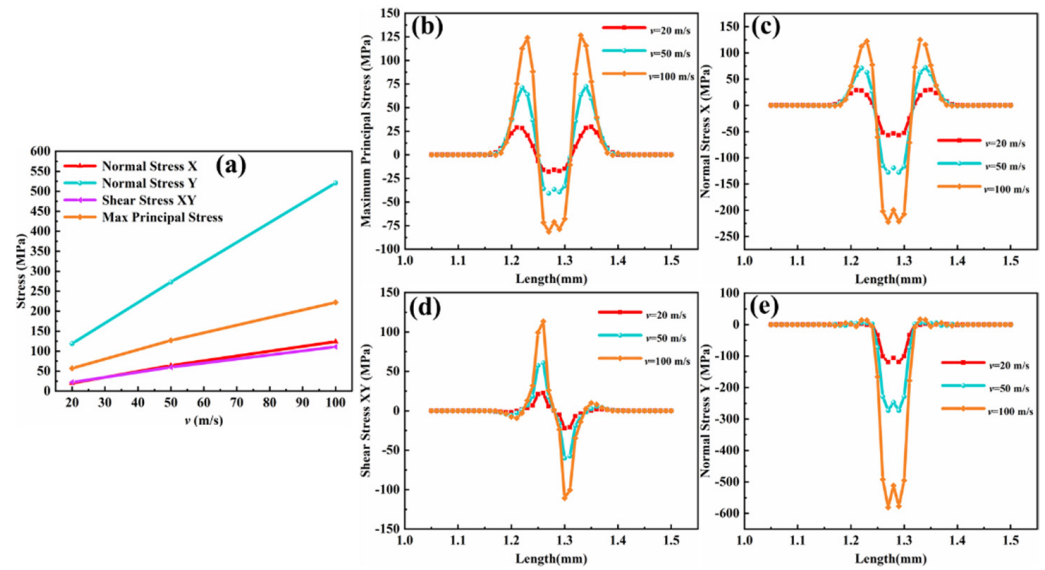 (a)
Normal Stress X
Normal Stress Y
Shear Stress XY
Max Principal Stress
Stress (MPa)
600
550
500
450
400
350
300
250
200
150
100
50
0
20 30 40 50 60 70 80 90 100
v (m/s)
(b)
v=20 m/s
v=50 m/s
v=100 m/s
Maximum Principal Stress (MPa)
150
125
100
75
50
25
0
-25
-50
-75
-100
1.0 1.1 1.2 1.3 1.4 1.5
Length(mm)
(c)
v=20 m/s
v=50 m/s
v=100 m/s
Normal Stress X (MPa)
150
100
50
0
-50
-100
-150
-200
-250
1.0 1.1 1.2 1.3 1.4 1.5
Length(mm)
(d)
v=20 m/s
v=50 m/s
v=100 m/s
Shear Stress XY (MPa)
150
100
50
0
-50
-100
-150
1.0 1.1 1.2 1.3 1.4 1.5
Length(mm)
(e)
v=20 m/s
v=50 m/s
v=100 m/s
Normal Stress Y (MPa)
100
0
-100
-200
-300
-400
-500
-600
1.0 1.1 1.2 1.3 1.4 1.5
Length(mm)